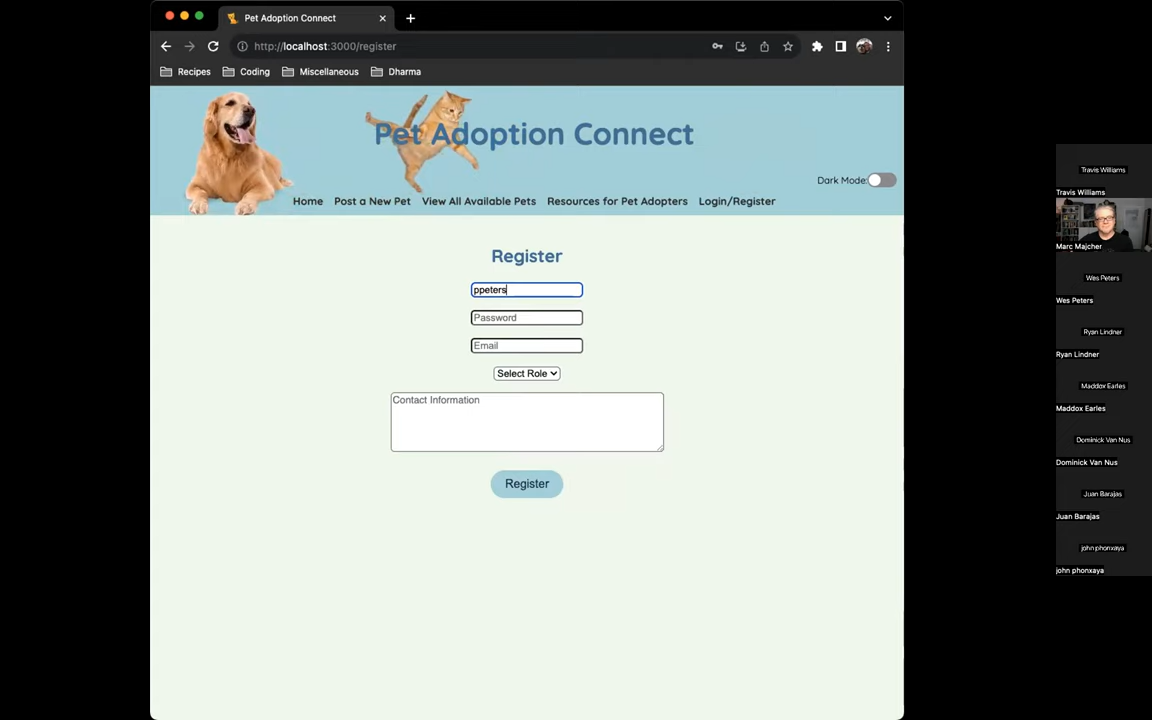 Pet Adoption Connect
http://localhost:3000/register
Recipes Coding Miscellaneous Dharma
Pet Adoption Connect
Dark Mode:
Home Post a New Pet View All Available Pets Resources for Pet Adopters Login/Register
Register
ppeters
Password
Email
Select Role
Contact Information
Register
Travis Williams
Travis Williams
Marc Majcher
Wes Peters
Wes Peters
Ryan Lindner
Ryan Lindner
Maddox Earles
Maddox Earles
Dominick Van Nus
Dominick Van Nus
Juan Barajas
Juan Barajas
john phonxaya
john phonxaya